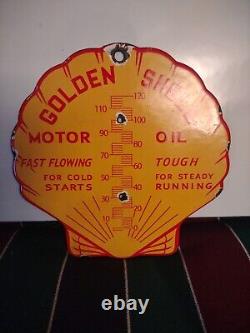 GOLDEN SHELL
120
110
100
90
80
70
60
50
40
30
20
10
0
MOTOR OIL
FAST FLOWING
FOR COLD
STARTS
TOUGH
FOR STEADY
RUNNING